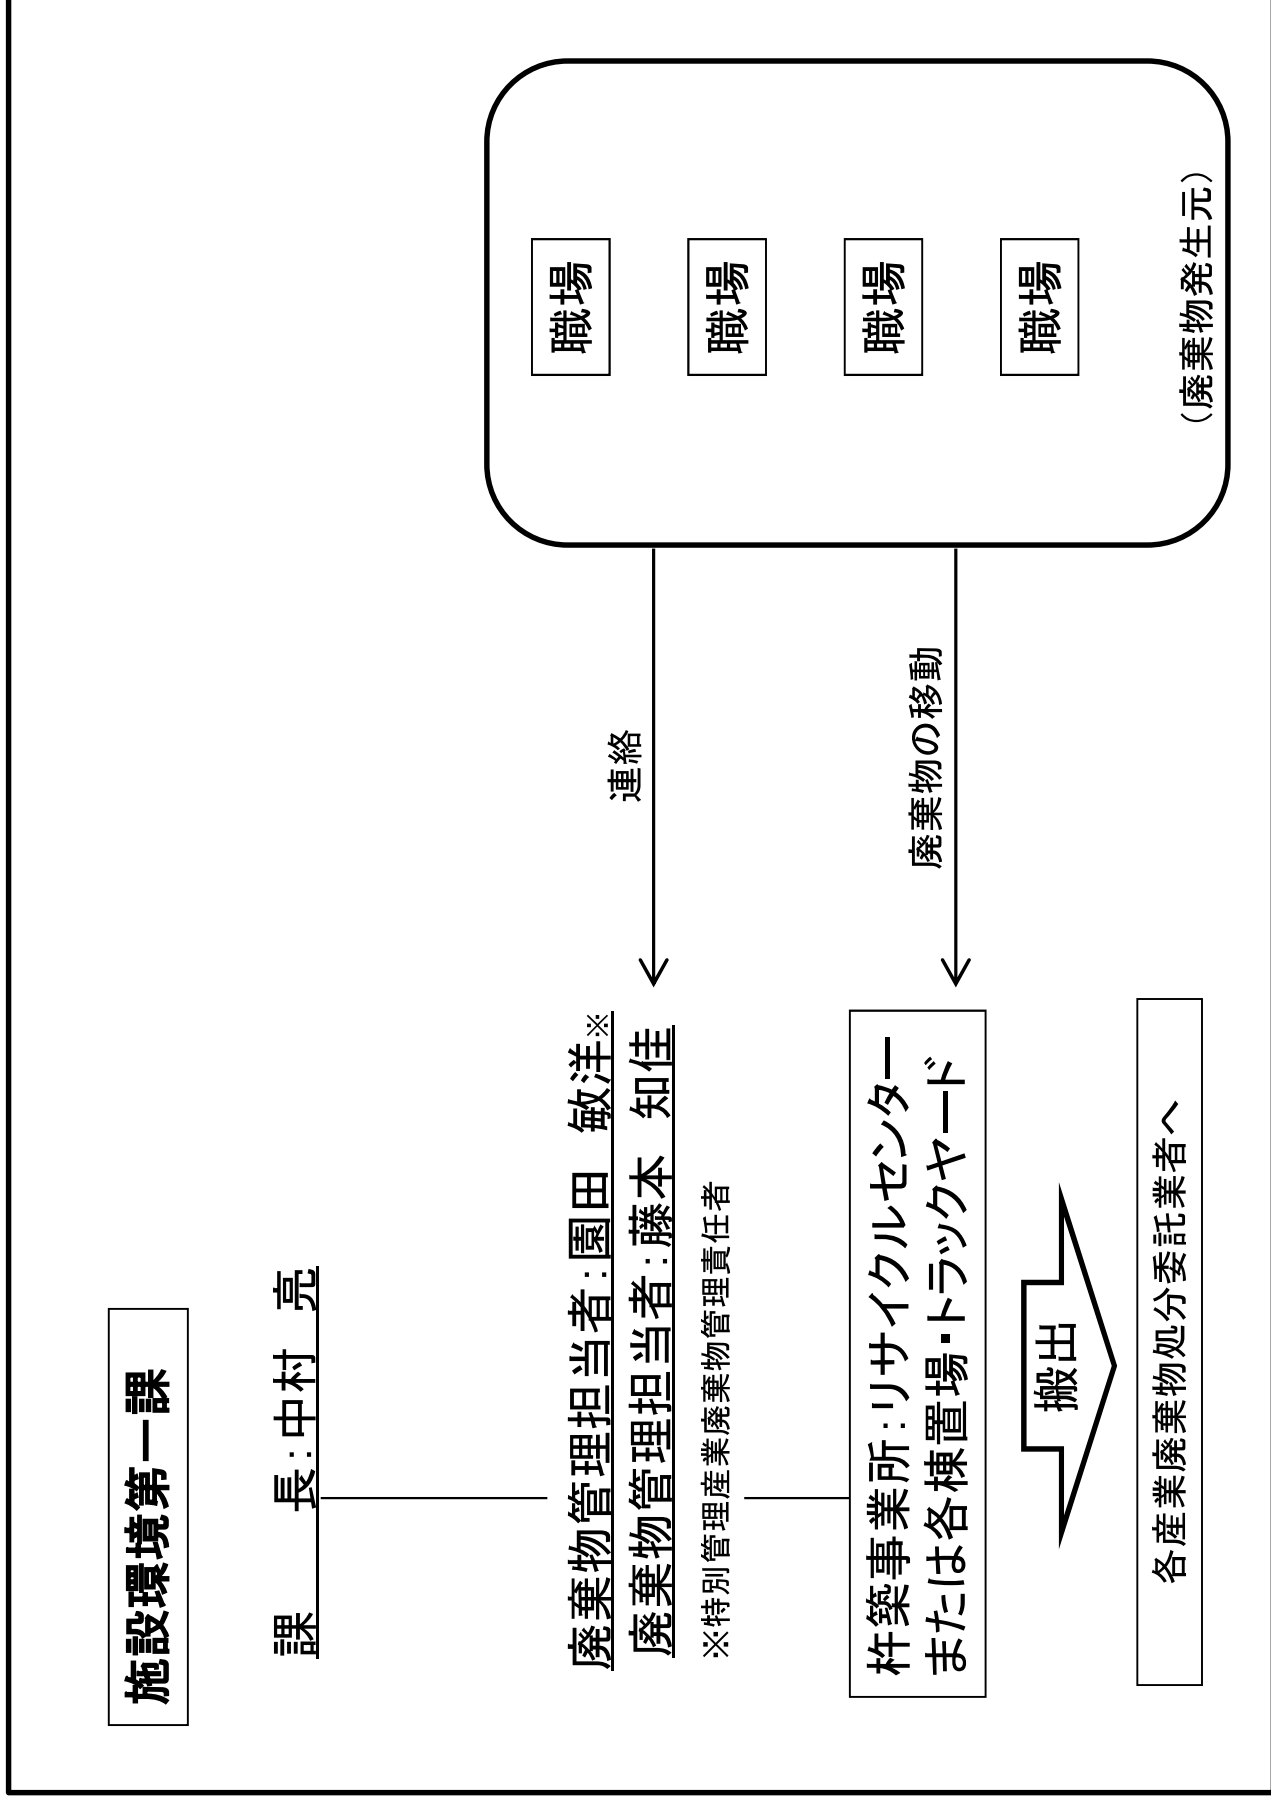 施設環境第一課
課　　長：中村　亮
廃棄物管理担当者：園田　敏洋※
廃棄物管理担当者：藤本　知佳
※特別管理産業廃棄物管理責任者
連絡
廃棄物の移動
職場
職場
職場
職場
（廃棄物発生元）
杵築事業所：リサイクルセンター
または各棟置場・トラックヤード
搬出
各産業廃棄物処分委託業者へ